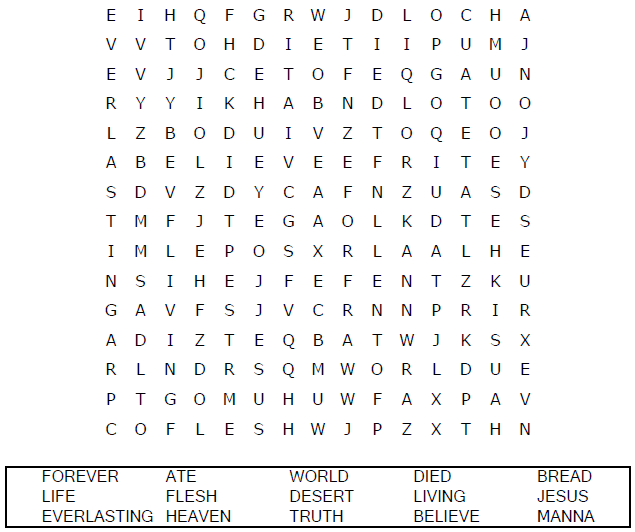 E I H Q F G R W J D L O C H A
V V T O H D I E T I I P U M J
E V J J C E T O F E Q G A U N
R Y Y I K H A B N D L O T O O
L Z B O D U I V Z T O Q E O J
A B E L I E V E E F R I T E Y
S D V Z D Y C A F N Z U A S D
T M F J T E G A O L K D T E S
I M L E P O S X R L A A L H E
N S I H E J F E F E N T Z K U
G A V F S J V C R N N P R I R
A D I Z T E Q B A T W J K S X
R L N D R S Q M W O R L D U E
P T G O M U H U W F A X P A V
C O F L E S H W J P Z X T H N
FOREVER ATE WORLD DIED BREAD
LIFE FLESH DESERT LIVING JESUS
EVERLASTING HEAVEN TRUTH BELIEVE MANNA